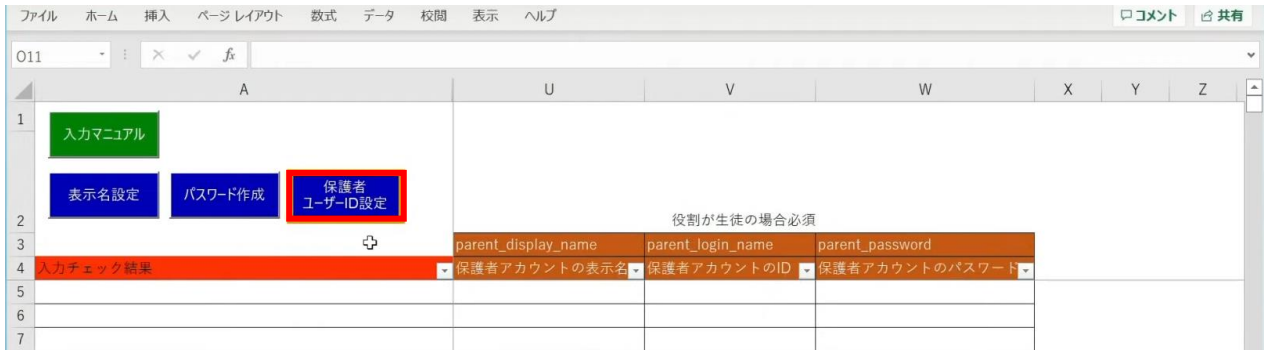 ファイル ホーム 挿入 ページ レイアウト 数式 データ 校閲 表示 ヘルプ コメント 共有
O11 fx
A U V W X Y Z
1
入力マニュアル
表示名設定 パスワード作成 保護者
ユーザーID設定
2 役割が生徒の場合必須
3 parent_display_name parent_login_name parent_password
4 入力チェック結果 保護者アカウントの表示名 保護者アカウントのID 保護者アカウントのパスワード
5
6
7